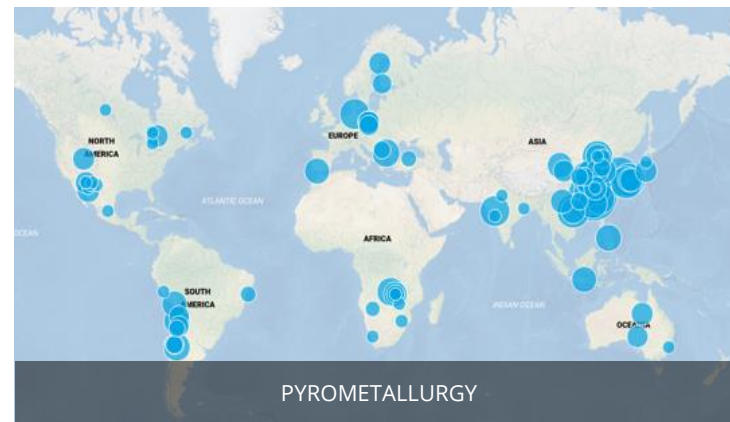 NORTH
AMERICA
EUROPE
ASIA
ATLANTIC OCEAN
OCEAN
AFRICA
SOUTH
AMERICA
INDIAN OCEAN
OCEANIA
PYROMETALLURGY